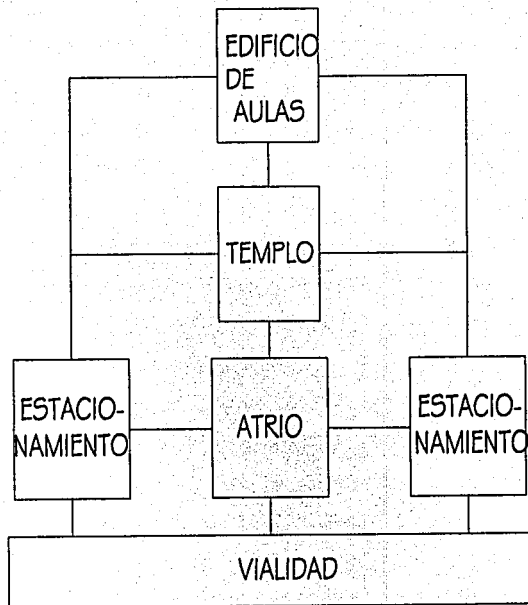 EDIFICIO
DE
AULAS
TEMPLO
ESTACIO-
NAMIENTO
ATRIO
ESTACIO-
NAMIENTO
VIALIDAD